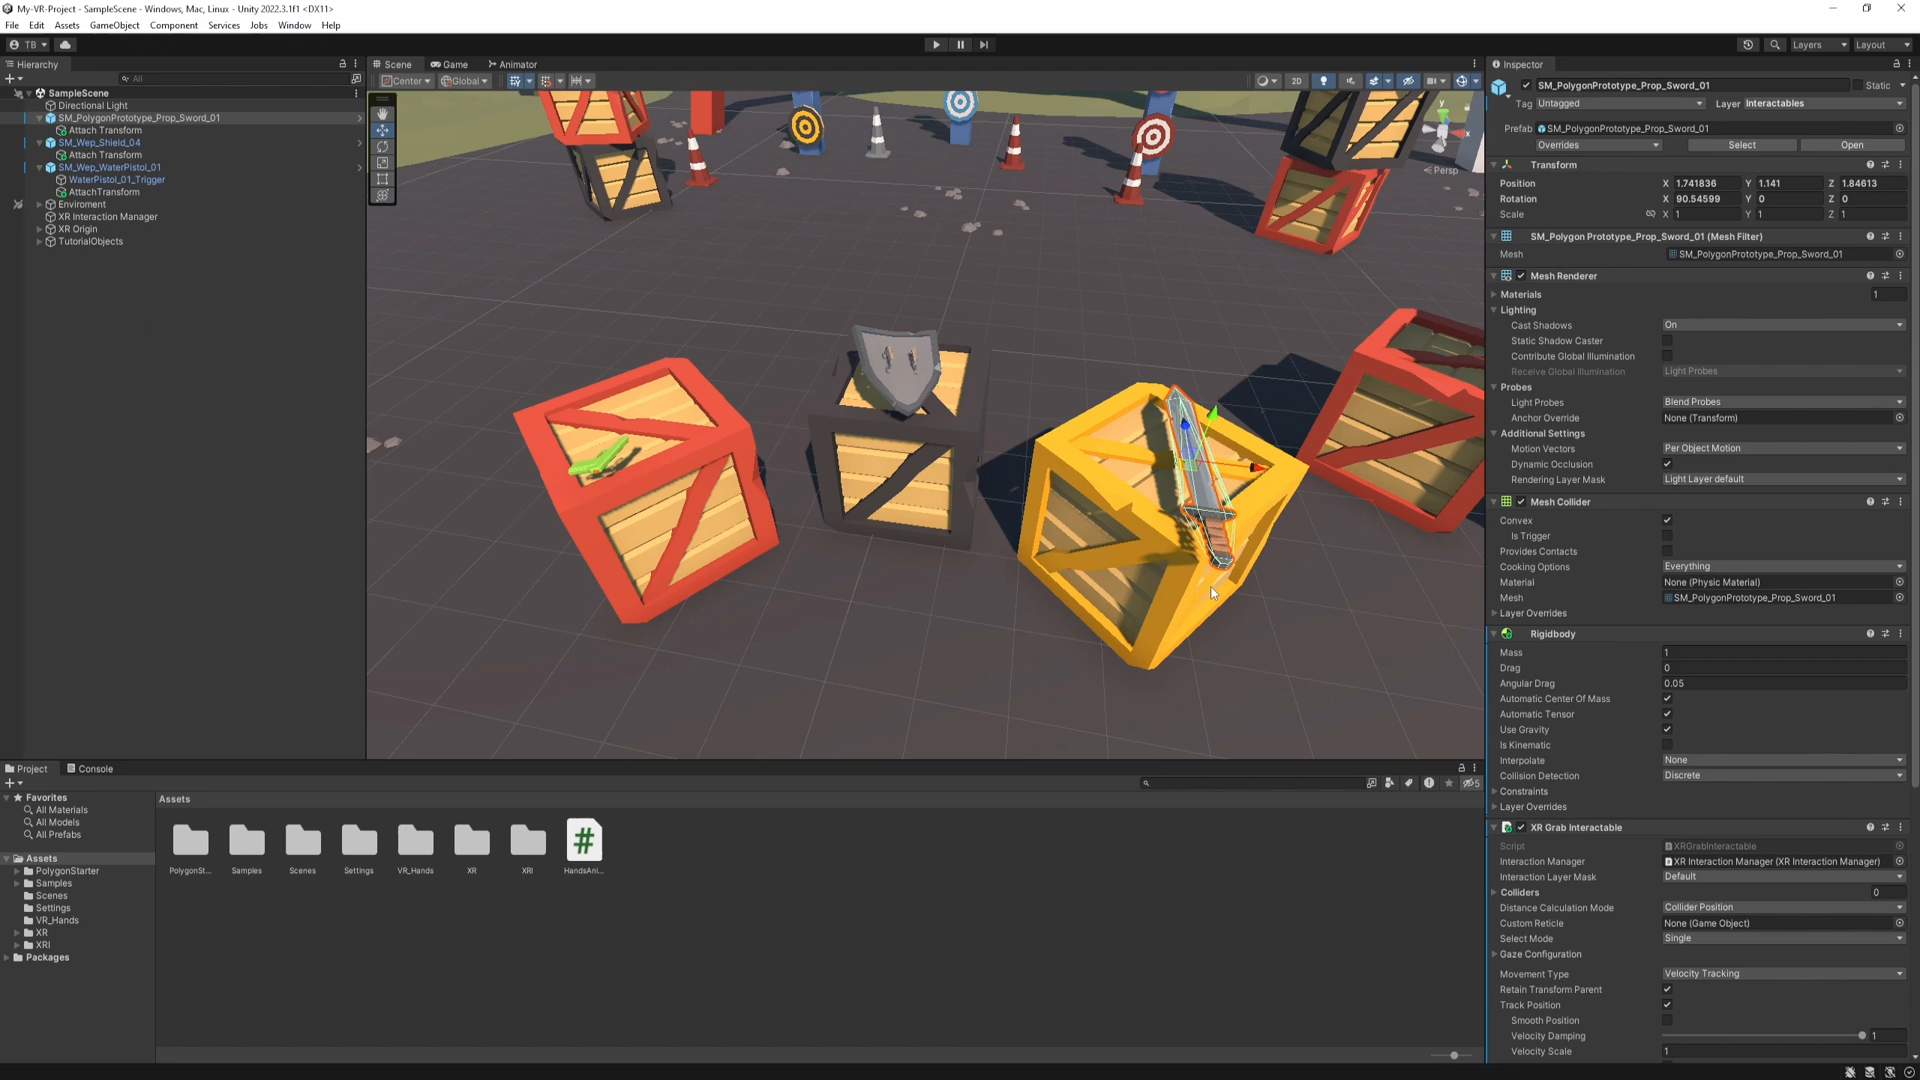 My-VR-Project - SampleScene - Windows, Mac, Linux - Unity 2022.3.1f1 <DX11>
File Edit Assets GameObject Component Services Jobs Window Help
TB Layers Layout
Hierarchy
All
SampleScene
Directional Light
SM_PolygonPrototype_Prop_Sword_01
Attach Transform
SM_Wep_Shield_04
Attach Transform
SM_Wep_WaterPistol_01
WaterPistol_01_Trigger
AttachTransform
Enviroment
XR Interaction Manager
XR Origin
TutorialObjects
Scene Game Animator
Center Global 2D
y
x
Persp
Inspector
SM_PolygonPrototype_Prop_Sword_01 Static
Tag Untagged Layer Interactables
Prefab SM_PolygonPrototype_Prop_Sword_01
Overrides Select Open
Transform
Position X 1.741836 Y 1.141 Z 1.84613
Rotation X 90.54599 Y 0 Z 0
Scale X 1 Y 1 Z 1
SM_Polygon Prototype_Prop_Sword_01 (Mesh Filter)
Mesh SM_PolygonPrototype_Prop_Sword_01
Mesh Renderer
Materials 1
Lighting
Cast Shadows On
Static Shadow Caster
Contribute Global Illumination
Receive Global Illumination Light Probes
Probes
Light Probes Blend Probes
Anchor Override None (Transform)
Additional Settings
Motion Vectors Per Object Motion
Dynamic Occlusion
Rendering Layer Mask Light Layer default
Mesh Collider
Convex
Is Trigger
Provides Contacts
Cooking Options Everything
Material None (Physic Material)
Mesh SM_PolygonPrototype_Prop_Sword_01
Layer Overrides
Rigidbody
Mass 1
Drag 0
Angular Drag 0.05
Automatic Center Of Mass
Automatic Tensor
Use Gravity
Is Kinematic
Interpolate None
Collision Detection Discrete
Constraints
Layer Overrides
XR Grab Interactable
Script XRGrabInteractable
Interaction Manager XR Interaction Manager (XR Interaction Manager)
Interaction Layer Mask Default
Colliders 0
Distance Calculation Mode Collider Position
Custom Reticle None (Game Object)
Select Mode Single
Gaze Configuration
Movement Type Velocity Tracking
Retain Transform Parent
Track Position
Smooth Position
Velocity Damping 1
Velocity Scale 1
Project Console
5
Favorites
All Materials
All Models
All Prefabs
Assets
PolygonStarter
Samples
Scenes
Settings
VR_Hands
XR
XRI
Packages
Assets
PolygonSt... Samples Scenes Settings VR_Hands XR XRI HandsAni...